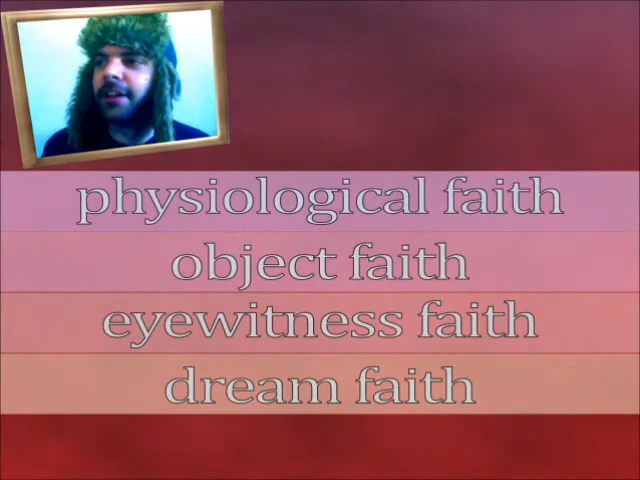 physiological faith
object faith
eyewitness faith
dream faith